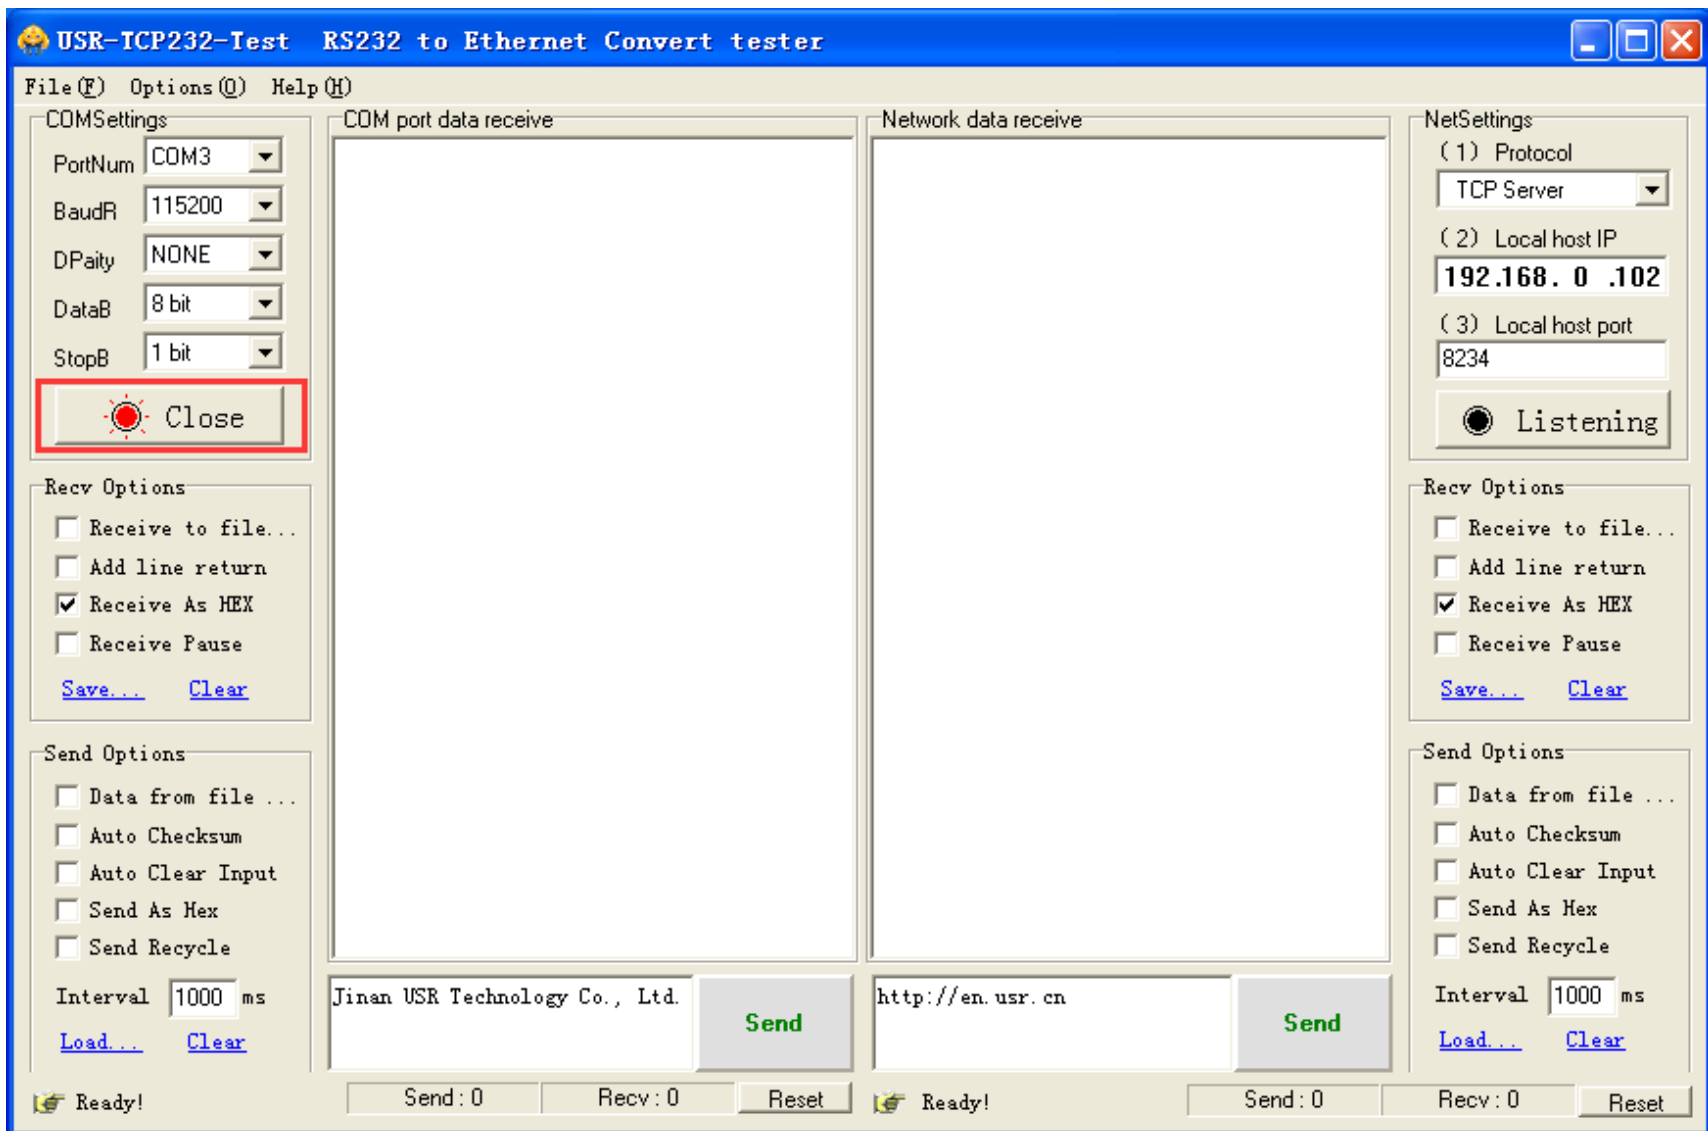 USR-TCP232-Test RS232 to Ethernet Convert tester
File(F) Options(O) Help(H)
COMSettings
PortNum COM3
BaudR 115200
DPaity NONE
DataB 8 bit
StopB 1 bit
Close
Recv Options
Receive to file...
Add line return
Receive As HEX
Receive Pause
Save... Clear
Send Options
Data from file ...
Auto Checksum
Auto Clear Input
Send As Hex
Send Recycle
Interval 1000 ms
Load... Clear
COM port data receive
Jinan USR Technology Co., Ltd.
Send
Network data receive
http://en.usr.cn
Send
NetSettings
(1) Protocol
TCP Server
(2) Local host IP
192.168. 0 .102
(3) Local host port
8234
Listening
Recv Options
Receive to file...
Add line return
Receive As HEX
Receive Pause
Save... Clear
Send Options
Data from file ...
Auto Checksum
Auto Clear Input
Send As Hex
Send Recycle
Interval 1000 ms
Load... Clear
Ready! Send : 0 Recv : 0 Reset
Ready! Send : 0 Recv : 0 Reset